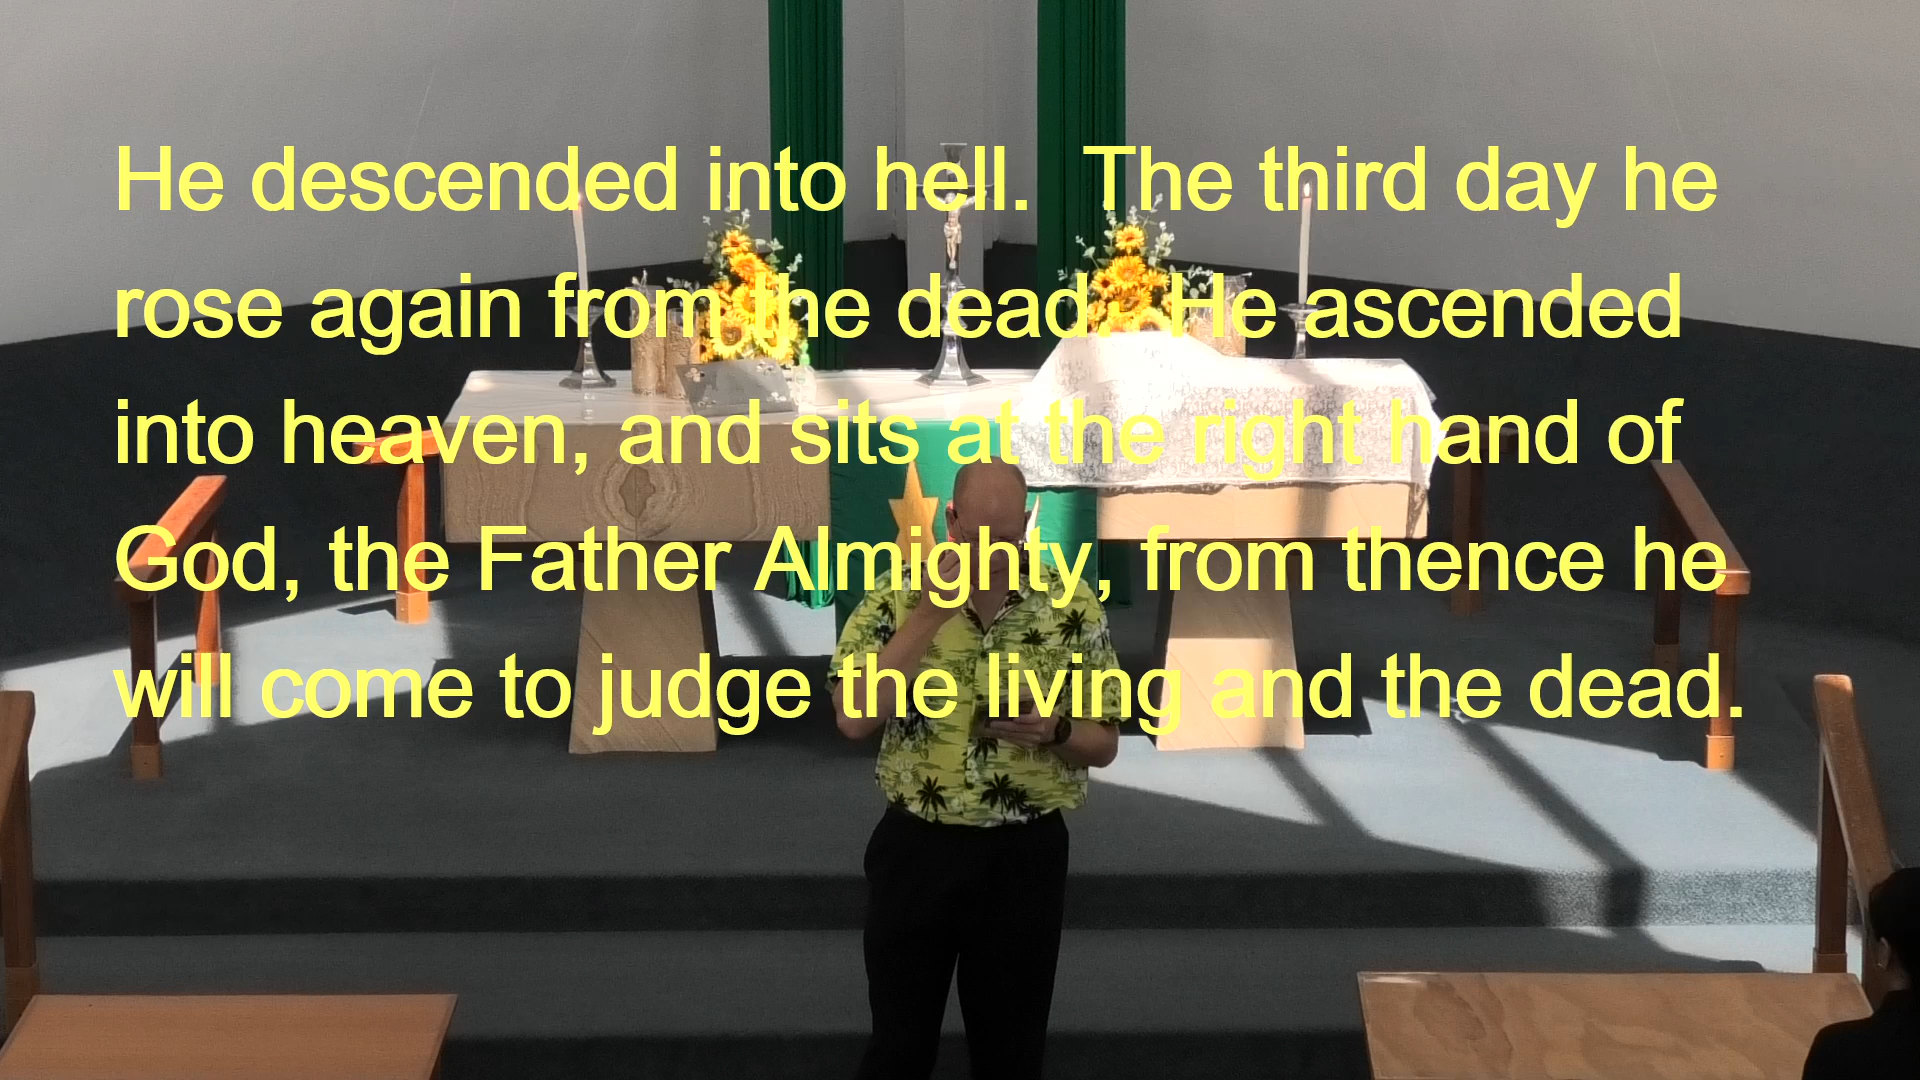 He descended into hell.  The third day he
rose again from the dead.  He ascended
into heaven, and sits at the right hand of
God, the Father Almighty, from thence he
will come to judge the living and the dead.